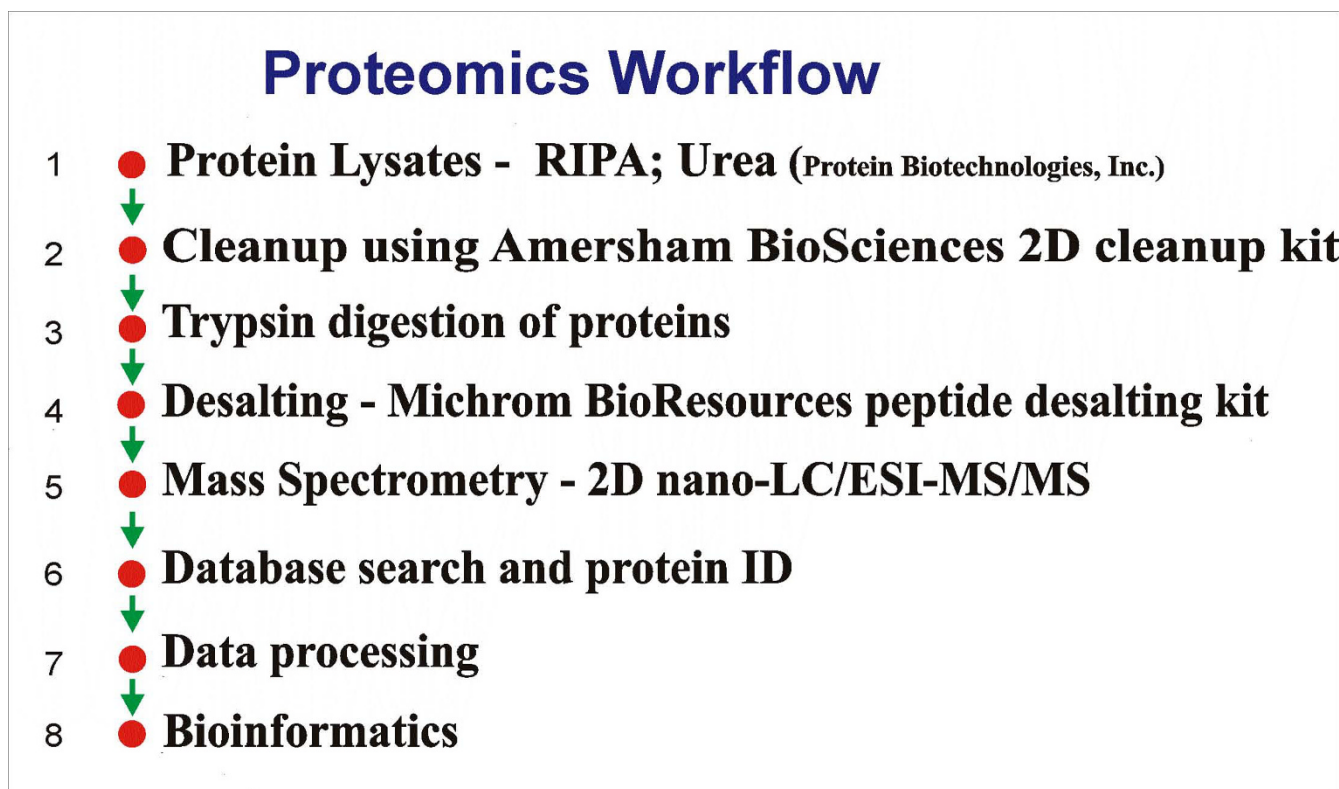 Proteomics Workflow
1 Protein Lysates - RIPA; Urea (Protein Biotechnologies, Inc.)
2 Cleanup using Amersham BioSciences 2D cleanup kit
3 Trypsin digestion of proteins
4 Desalting - Michrom BioResources peptide desalting kit
5 Mass Spectrometry - 2D nano-LC/ESI-MS/MS
6 Database search and protein ID
7 Data processing
8 Bioinformatics